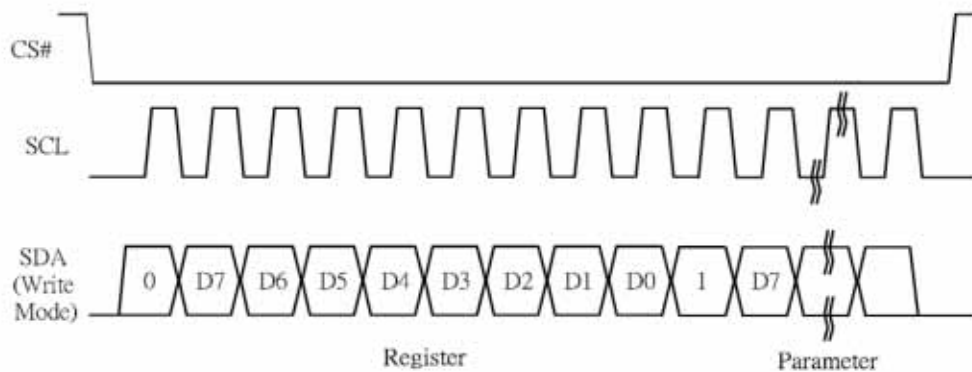 CS#
SCL
SDA
(Write
Mode)
0 D7 D6 D5 D4 D3 D2 D1 D0 1 D7
Register Parameter